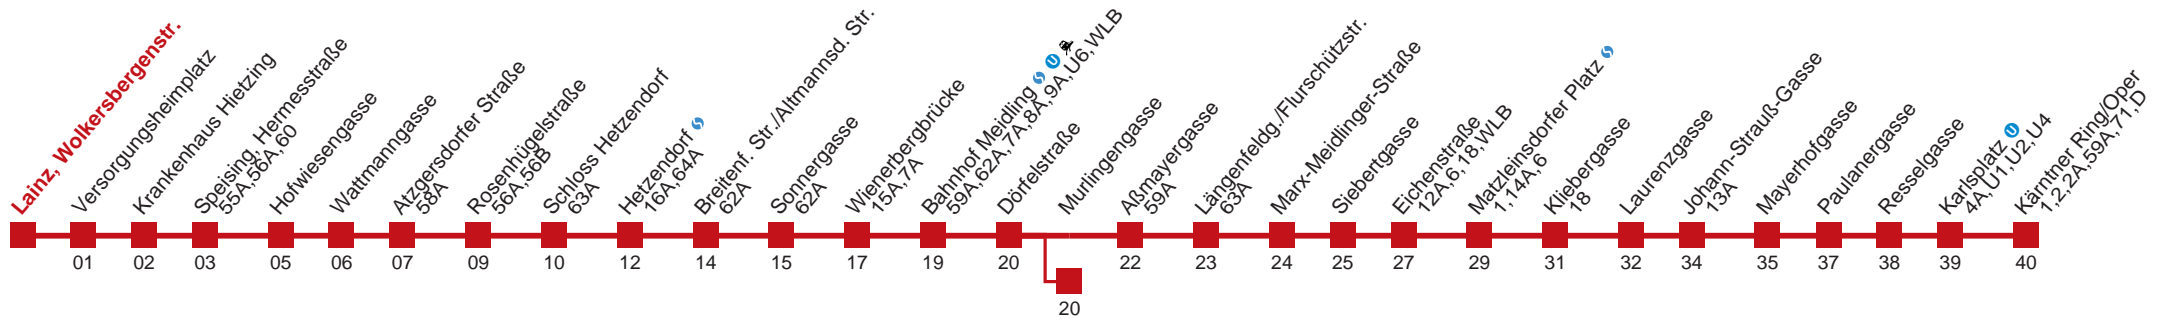 Lainz, Wolkersbergenstr.
Versorgungsheimplatz
Krankenhaus Hietzing
Speising, Hermesstraße
55A,56A,60
Hofwiesengasse
Wattmanngasse
Atzgersdorfer Straße
58A
Rosenhügelstraße
56A,56B
Schloss Hetzendorf
63A
Hetzendorf S
16A,64A
Breitenf. Str./Altmannsd. Str.
62A
Sonnergasse
62A
Wienerbergbrücke
15A,7A
Bahnhof Meidling S U
59A,62A,7A,8A,9A,U6,WLB
Dörfelstraße
Murlingengasse
Aßmayergasse
59A
Längenfeldg./Flurschützstr.
63A
Marx-Meidlinger-Straße
Siebertgasse
Eichenstraße
12A,6,18,WLB
Matzleinsdorfer Platz S
1,14A,6
Kliebergasse
18
Laurenzgasse
Johann-Strauß-Gasse
13A
Mayerhofgasse
Paulanergasse
Resselgasse
Karlsplatz U
4A,U1,U2,U4
Kärntner Ring/Oper
1,2,2A,59A,71,D
01 02 03 05 06 07 09 10 12 14 15 17 19 20 22 23 24 25 27 29 31 32 34 35 37 38 39 40
20